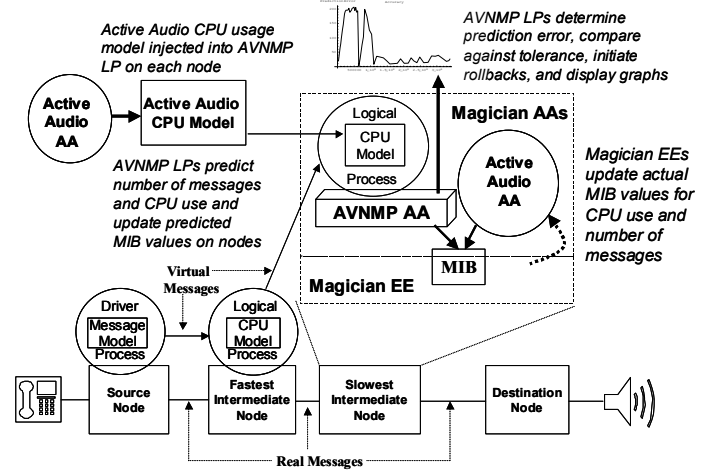 Active Audio CPU usage
model injected into AVNMP
LP on each node
AVNMP LPs determine
prediction error, compare
against tolerance, initiate
rollbacks, and display graphs
Active
Audio
AA
Active Audio
CPU Model
Logical
CPU
Model
Process
Magician AAs
Active
Audio
AA
AVNMP LPs predict
number of messages
and CPU use and
update predicted
MIB values on nodes
AVNMP AA
Magician EEs
update actual
MIB values for
CPU use and
number of
messages
MIB
Magician EE
Virtual
Messages
Driver
Message
Model
Process
Logical
CPU
Model
Process
Source
Node
Fastest
Intermediate
Node
Slowest
Intermediate
Node
Destination
Node
Real Messages